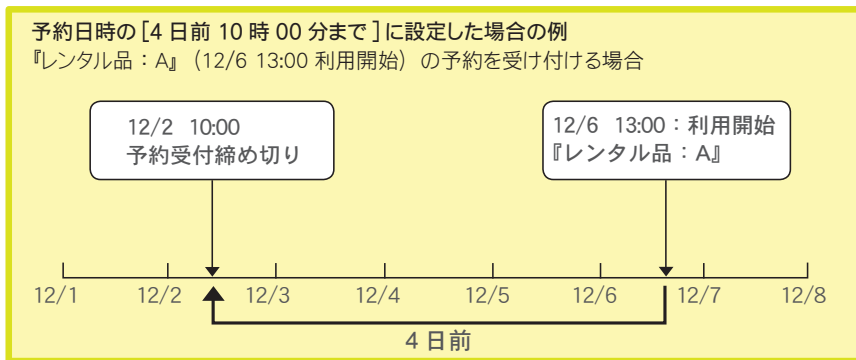 予約日時の [4 日前 10 時 00 分まで ] に設定した場合の例
『レンタル品：A』 （12/6 13:00 利用開始） の予約を受け付ける場合
12/2 10:00
予約受付締め切り
12/6 13:00：利用開始
『レンタル品：A』
12/1 12/2 12/3 12/4 12/5 12/6 12/7 12/8
4 日前